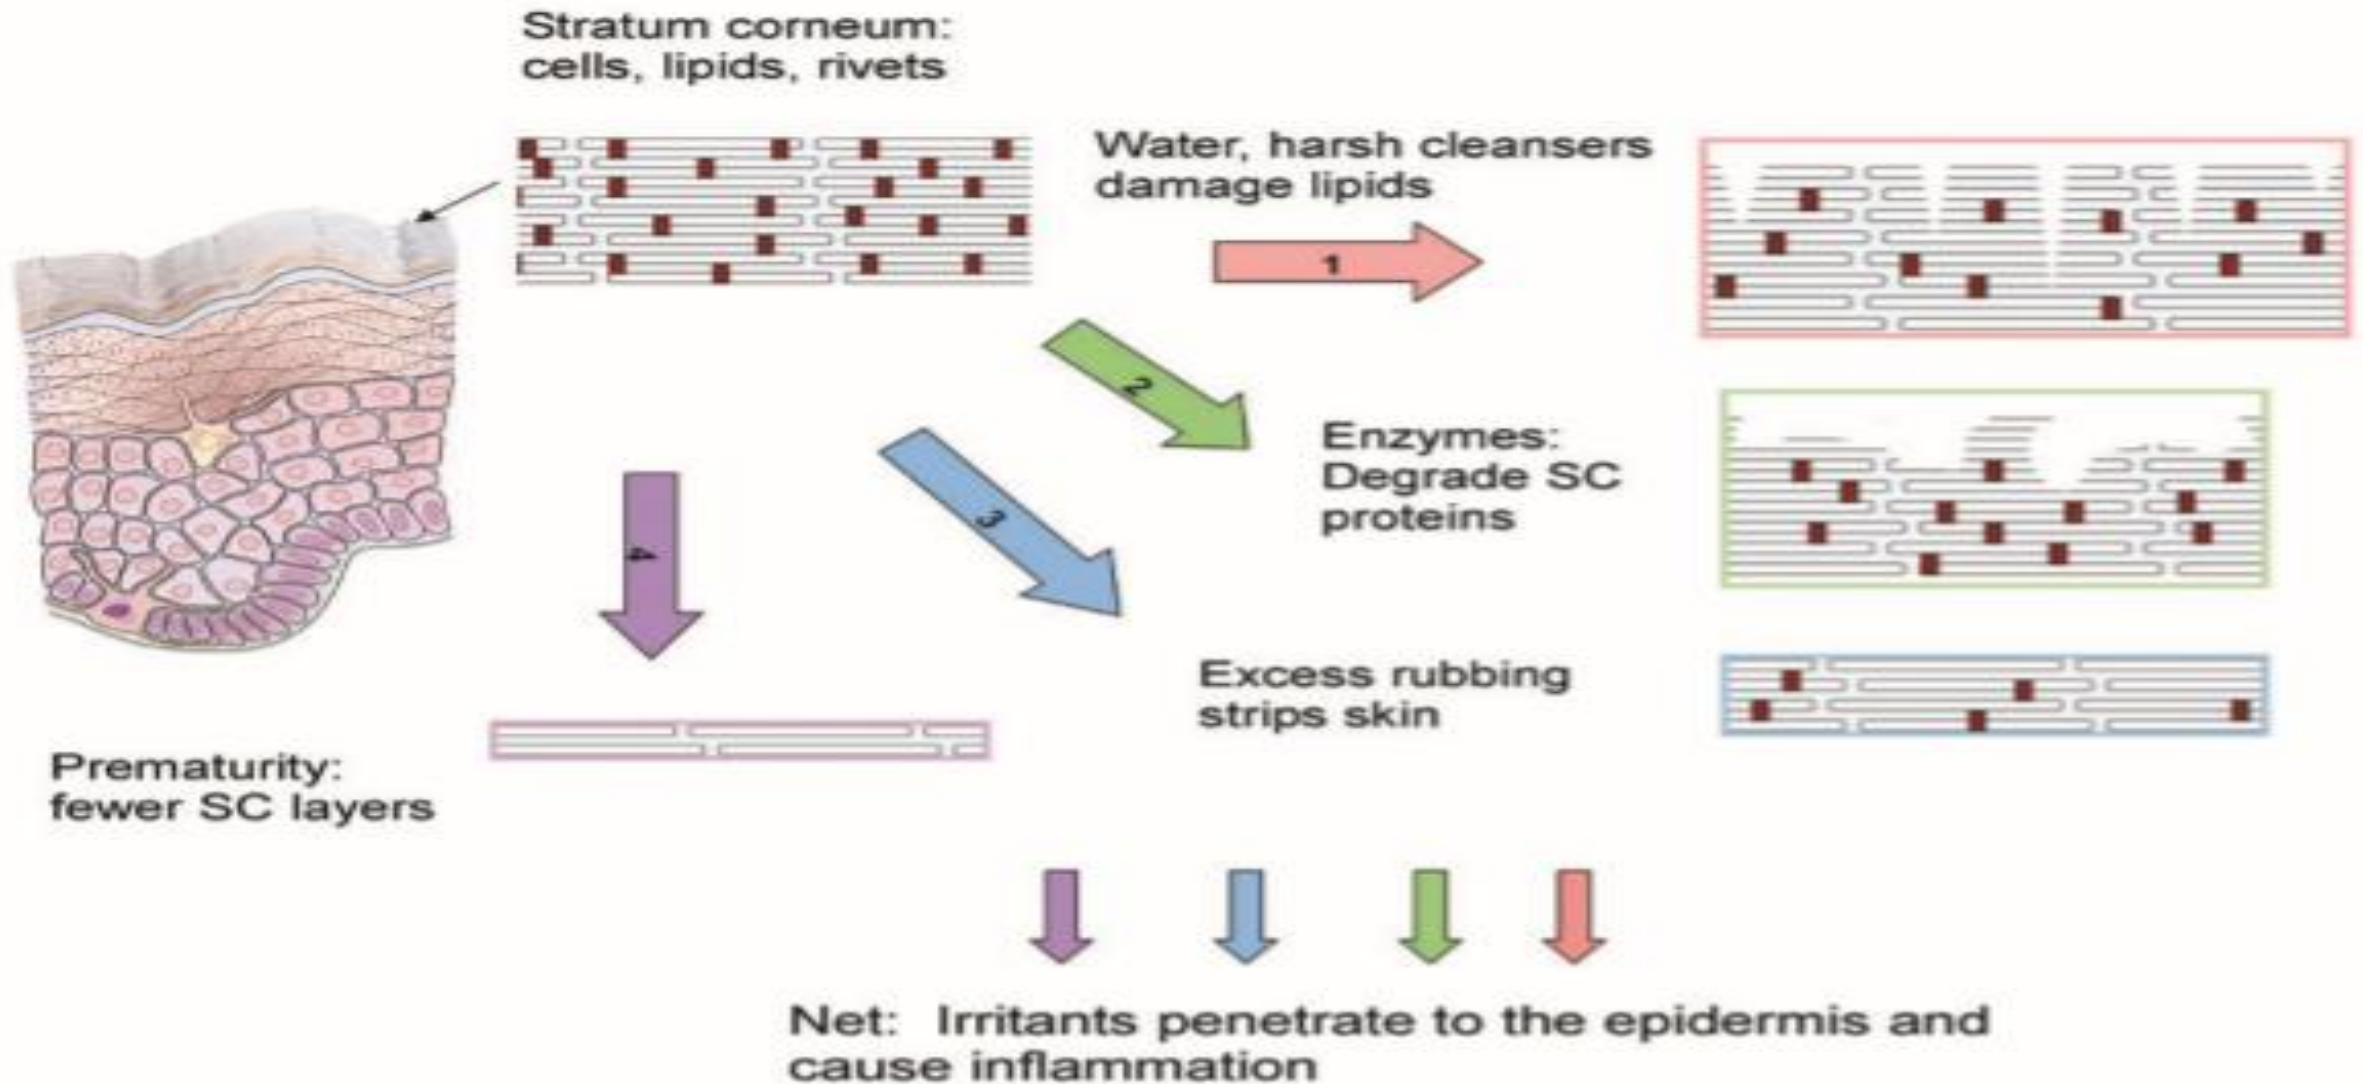 Stratum corneum:
cells, lipids, rivets
Water, harsh cleansers
damage lipids
1
2
Enzymes:
Degrade SC
proteins
3
4
Excess rubbing
strips skin
Prematurity:
fewer SC layers
Net: Irritants penetrate to the epidermis and
cause inflammation